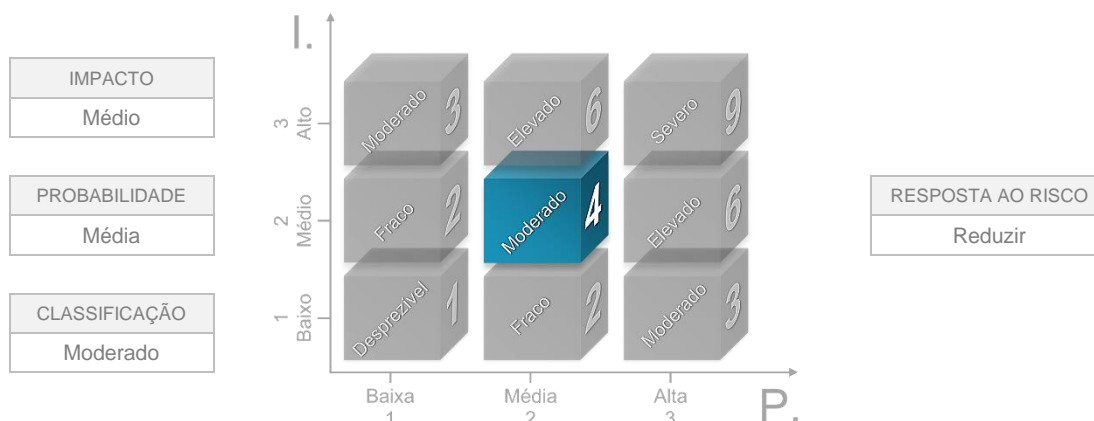 IMPACTO
Médio
PROBABILIDADE
Média
CLASSIFICAÇÃO
Moderado
I.
3
Alto
2
Médio
1
Baixo
Moderado 3
Elevado 6
Severo 9
Fraco 2
Moderado 4
Elevado 6
Desprezível 1
Fraco 2
Moderado 3
Baixa
1
Média
2
Alta
3
P.
RESPOSTA AO RISCO
Reduzir